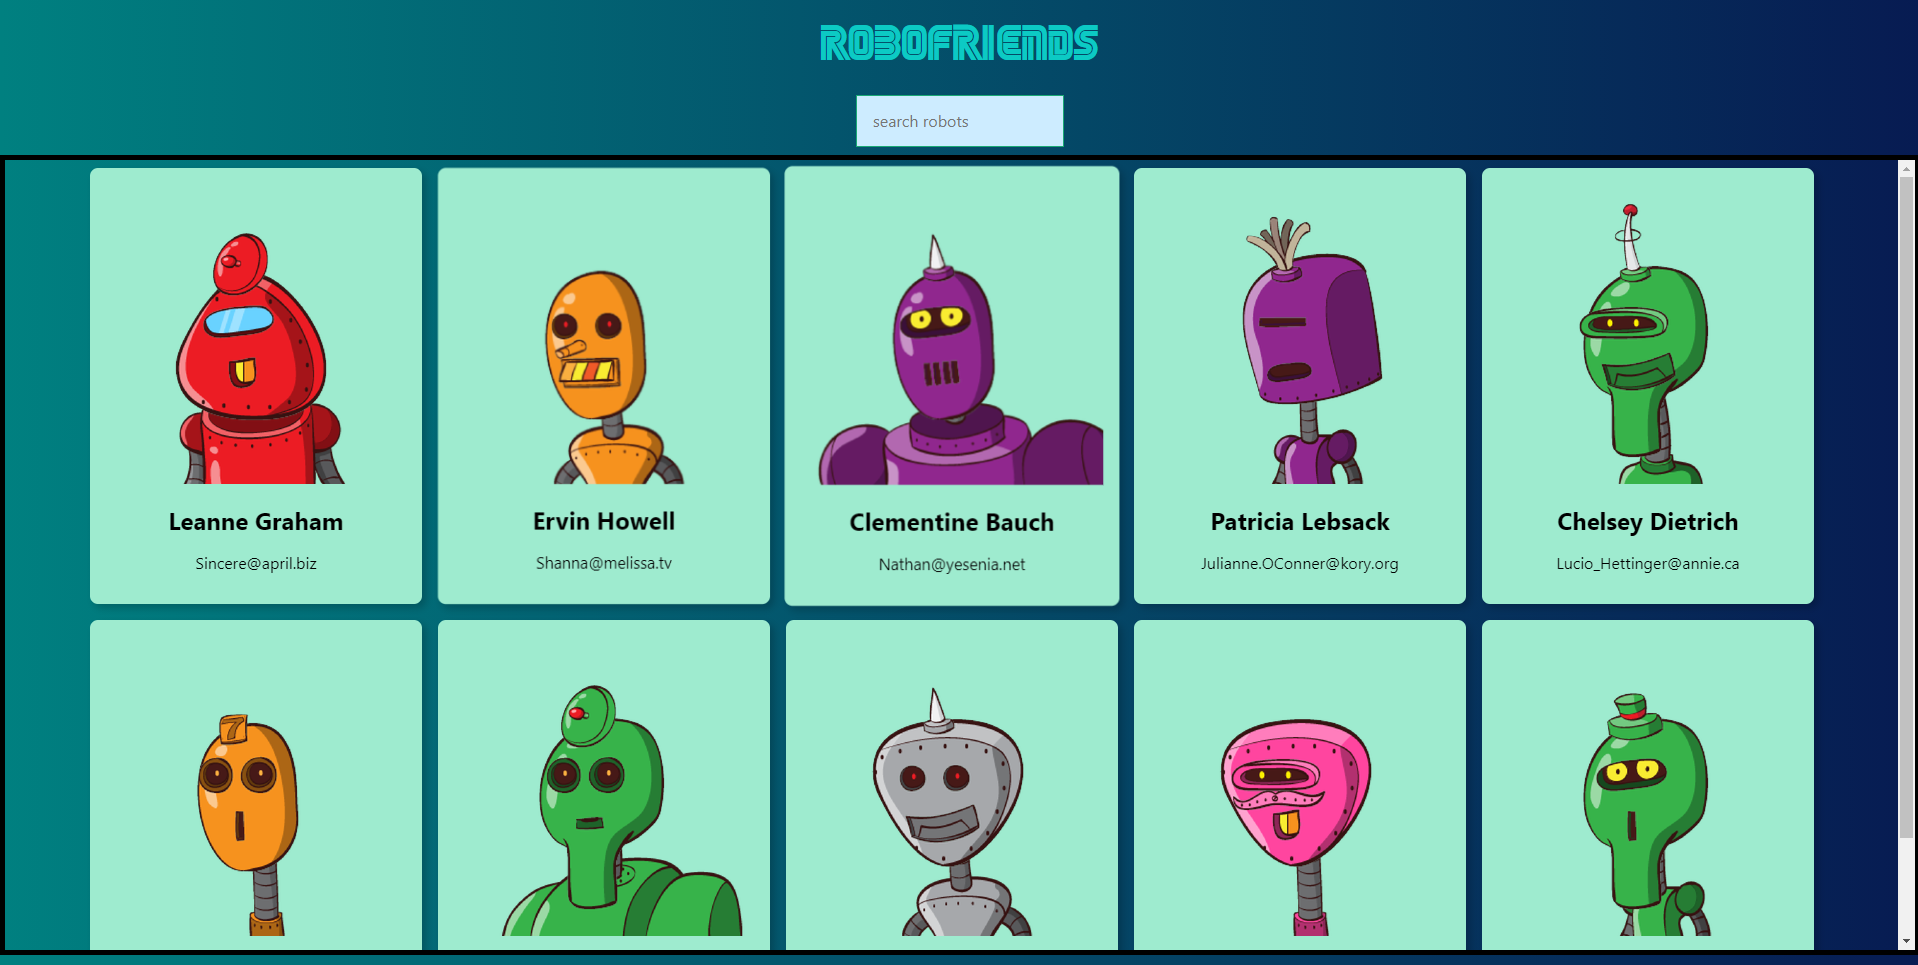 ROBOFRIENDS
search robots
Leanne Graham
Sincere@april.biz
Ervin Howell
Shanna@melissa.tv
Clementine Bauch
Nathan@yesenia.net
Patricia Lebsack
Julianne.OConner@kory.org
Chelsey Dietrich
Lucio_Hettinger@annie.ca
7